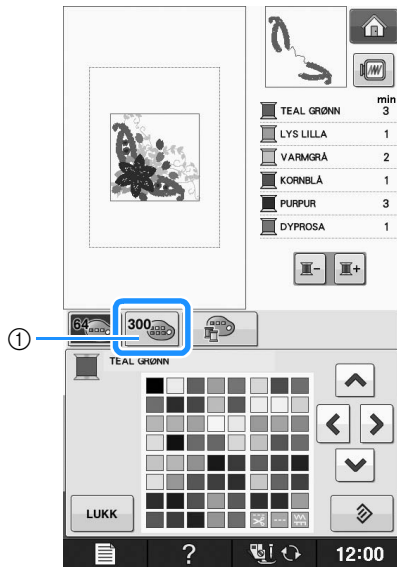 min
TEAL GRØNN 3
LYS LILLA 1
VARMGRÅ 2
KORNBLÅ 1
PURPUR 3
DYPROSA 1
- +
64 300
①
TEAL GRØNN
LUKK
? 12:00